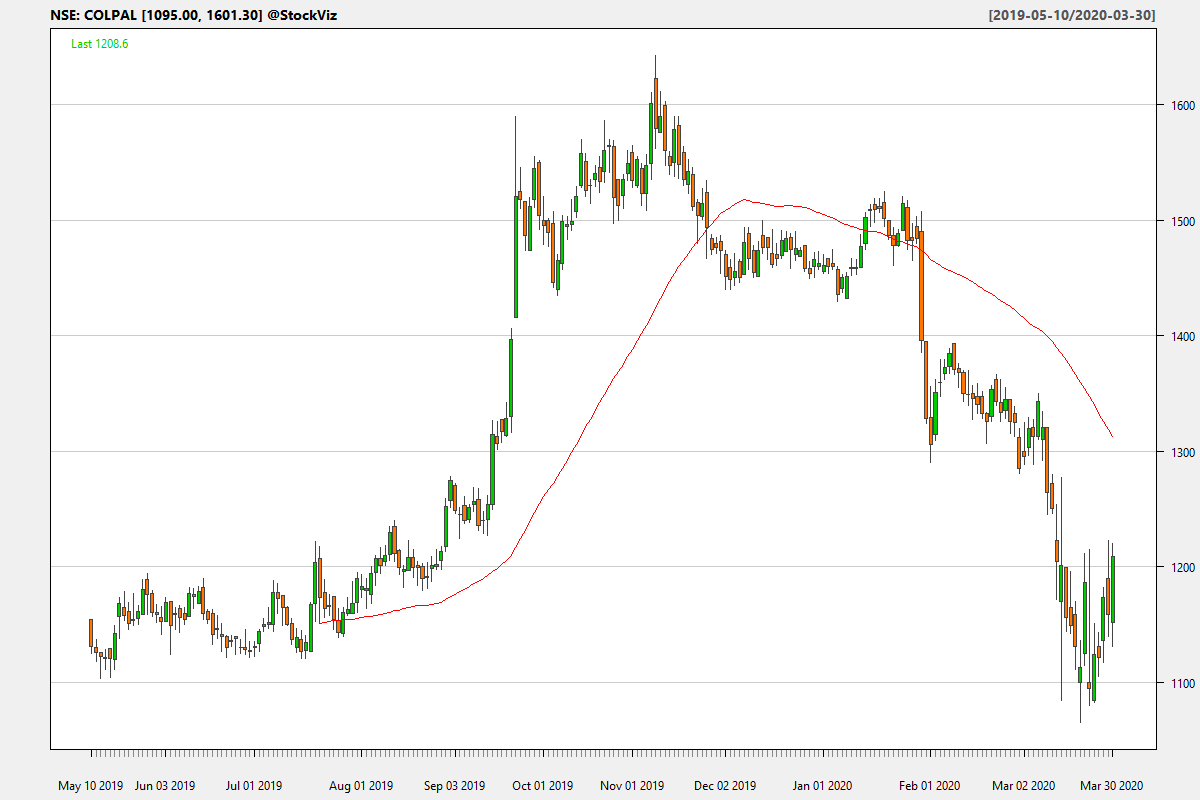 NSE: COLPAL [1095.00, 1601.30] @StockViz
[2019-05-10/2020-03-30]
Last 1208.6
1600
1500
1400
1300
1200
1100
May 10 2019 Jun 03 2019 Jul 01 2019 Aug 01 2019 Sep 03 2019 Oct 01 2019 Nov 01 2019 Dec 02 2019 Jan 01 2020 Feb 01 2020 Mar 02 2020 Mar 30 2020